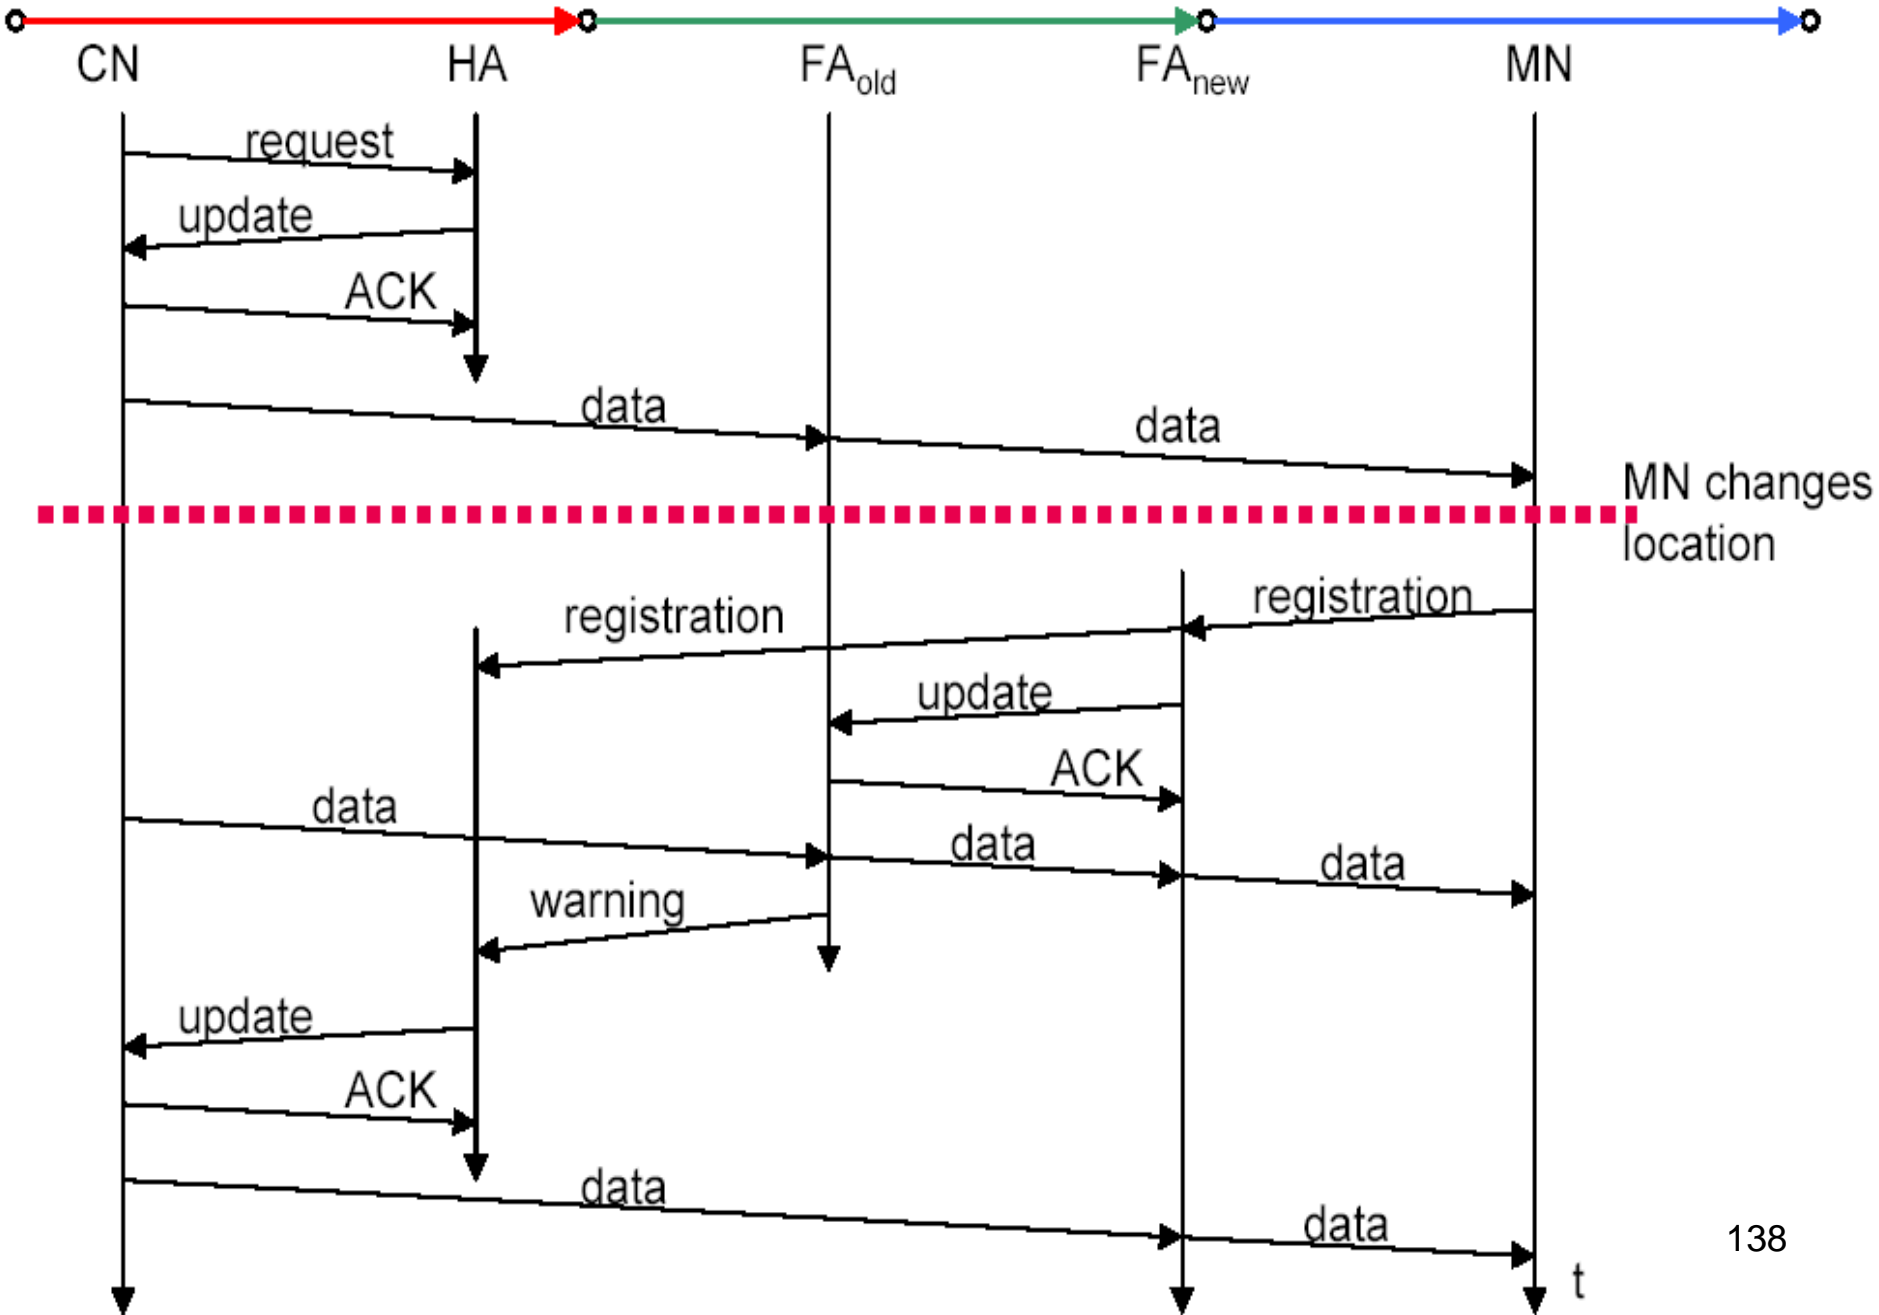 CN HA FAold FAnew MN
request
update
ACK
data
data
MN changes
location
registration
registration
update
ACK
data
data
data
warning
update
ACK
data
data
138
t